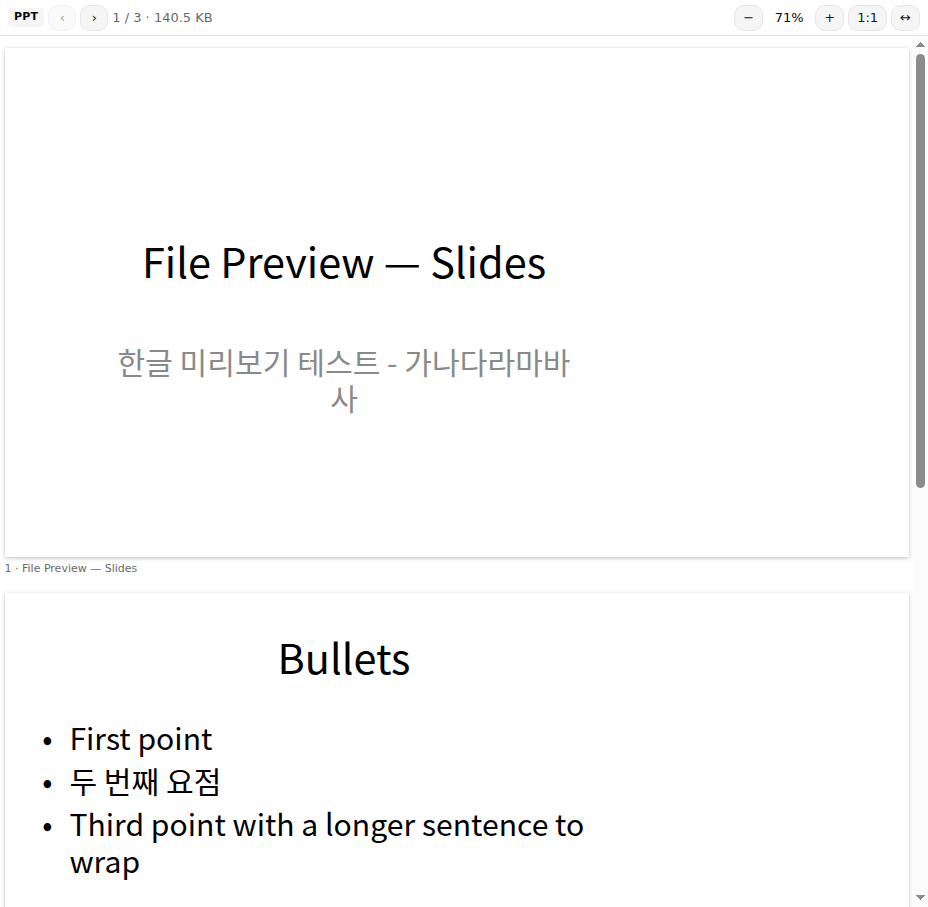 PPT ‹ › 1 / 3 · 140.5 KB − 71% + 1:1 ↔
File Preview — Slides
한글 미리보기 테스트 - 가나다라마바
사
1 · File Preview — Slides
Bullets
• First point
• 두 번째 요점
• Third point with a longer sentence to
wrap